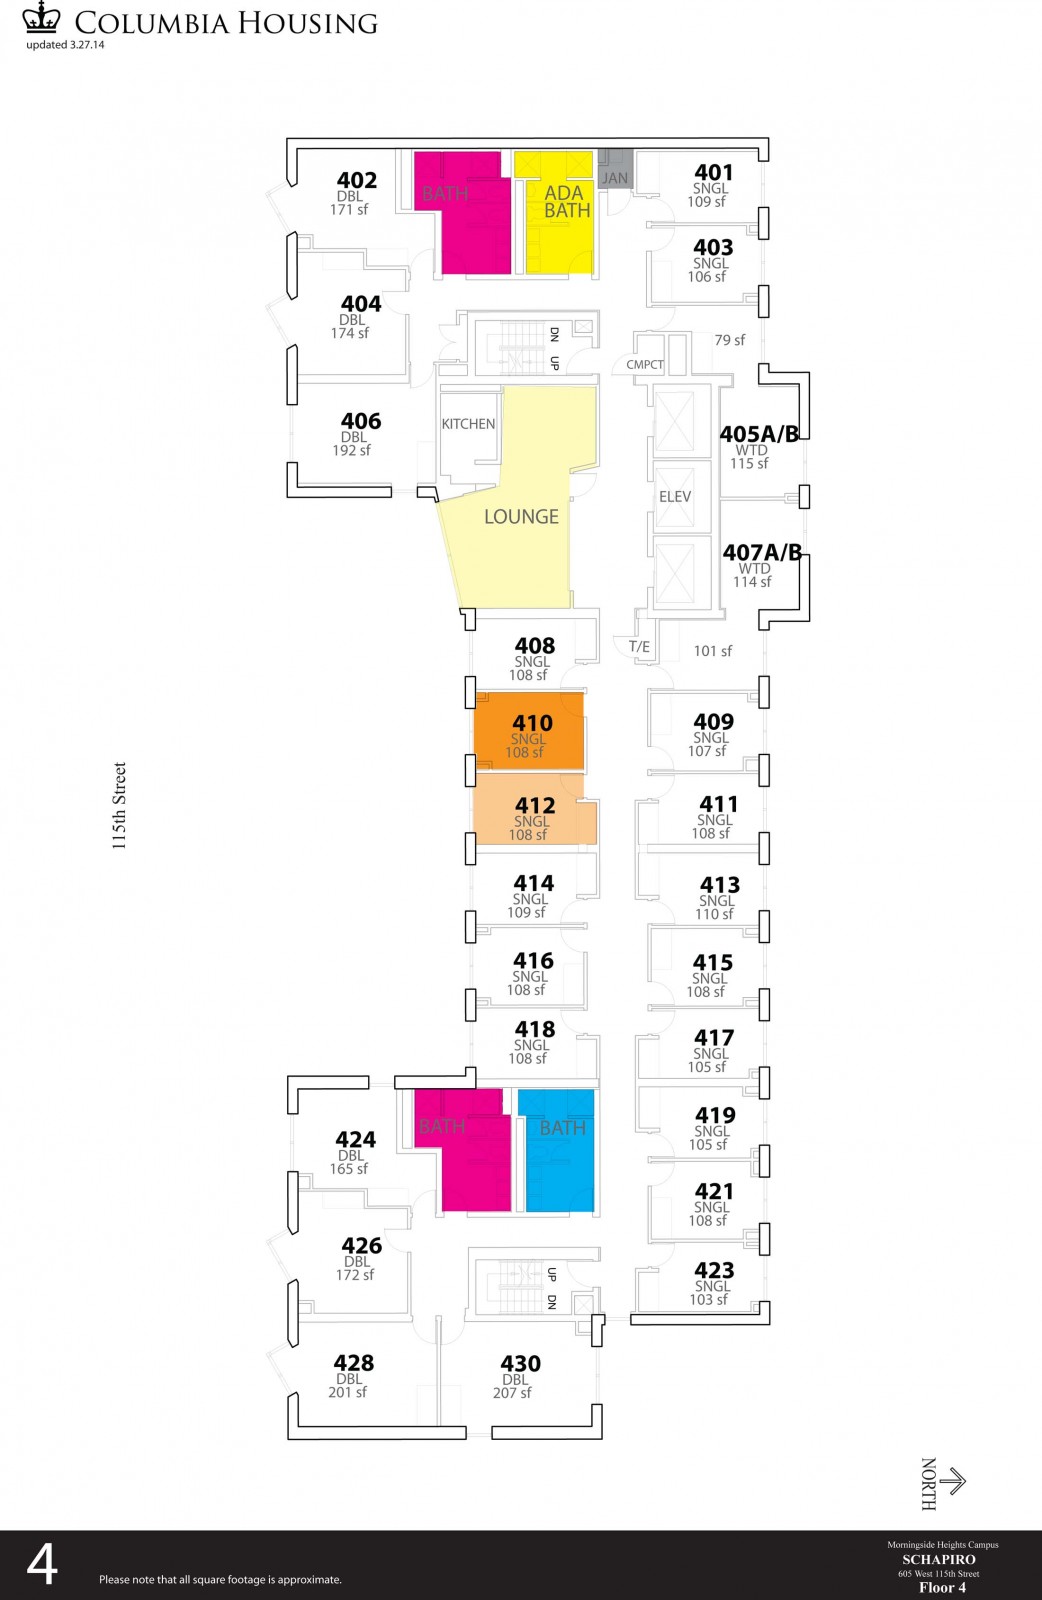 COLUMBIA HOUSING
updated 3.27.14
402
DBL
171 sf
BATH
ADA
BATH
JAN
401
SNGL
109 sf
403
SNGL
106 sf
404
DBL
174 sf
DN
UP
79 sf
CMPCT
406
DBL
192 sf
KITCHEN
405A/B
WTD
115 sf
LOUNGE
ELEV
407A/B
WTD
114 sf
408
SNGL
108 sf
T/E
101 sf
410
SNGL
108 sf
409
SNGL
107 sf
115th Street
412
SNGL
108 sf
411
SNGL
108 sf
414
SNGL
109 sf
413
SNGL
110 sf
416
SNGL
108 sf
415
SNGL
108 sf
418
SNGL
108 sf
417
SNGL
105 sf
424
DBL
165 sf
BATH
BATH
419
SNGL
105 sf
421
SNGL
108 sf
426
DBL
172 sf
UP
DN
423
SNGL
103 sf
428
DBL
201 sf
430
DBL
207 sf
NORTH
4
Please note that all square footage is approximate.
Morningside Heights Campus
SCHAPIRO
605 West 115th Street
Floor 4